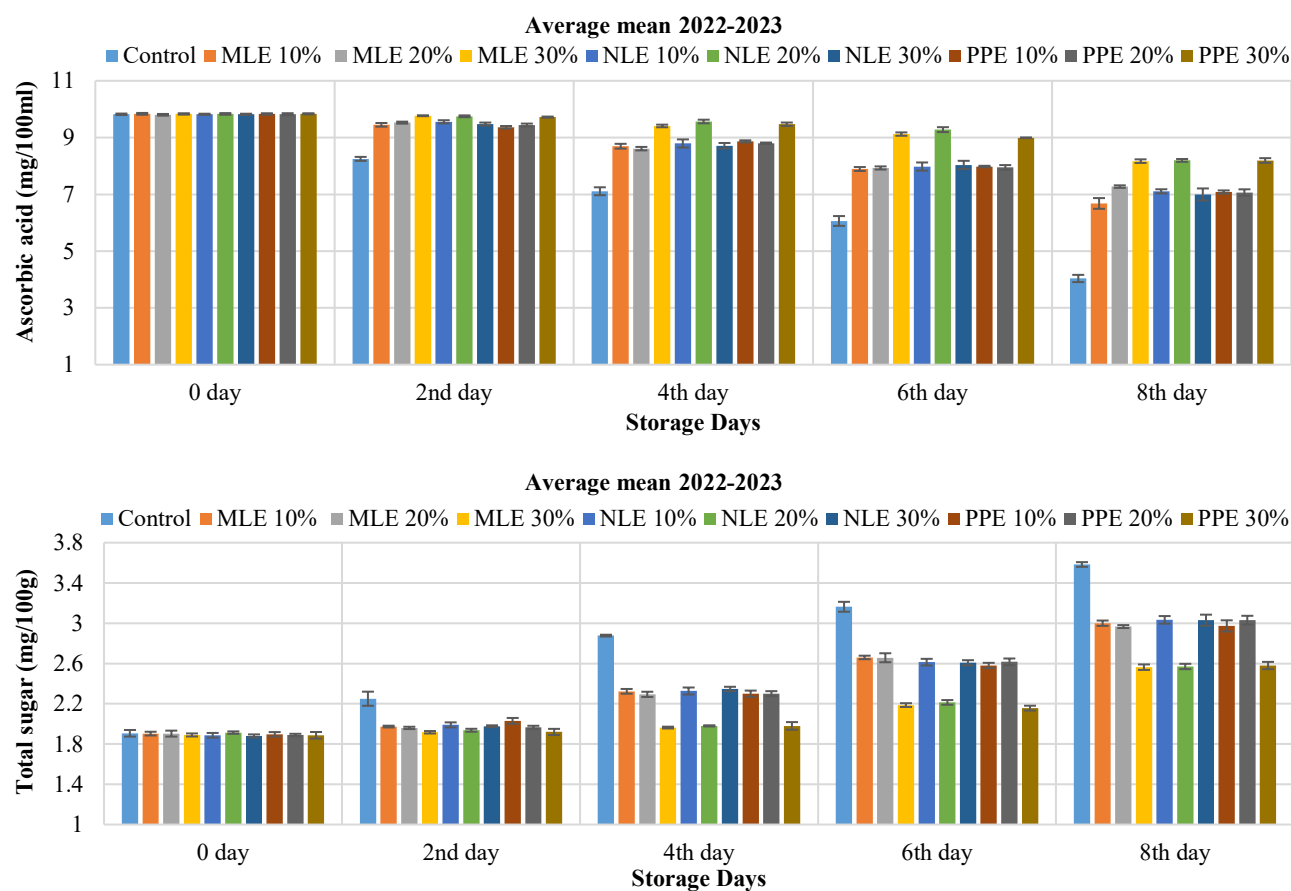 Average mean 2022-2023
Control MLE 10% MLE 20% MLE 30% NLE 10% NLE 20% NLE 30% PPE 10% PPE 20% PPE 30%
Ascorbic acid (mg/100ml)
11
9
7
5
3
1
0 day 2nd day 4th day 6th day 8th day
Storage Days
Average mean 2022-2023
Control MLE 10% MLE 20% MLE 30% NLE 10% NLE 20% NLE 30% PPE 10% PPE 20% PPE 30%
Total sugar (mg/100g)
3.8
3.4
3
2.6
2.2
1.8
1.4
1
0 day 2nd day 4th day 6th day 8th day
Storage Days